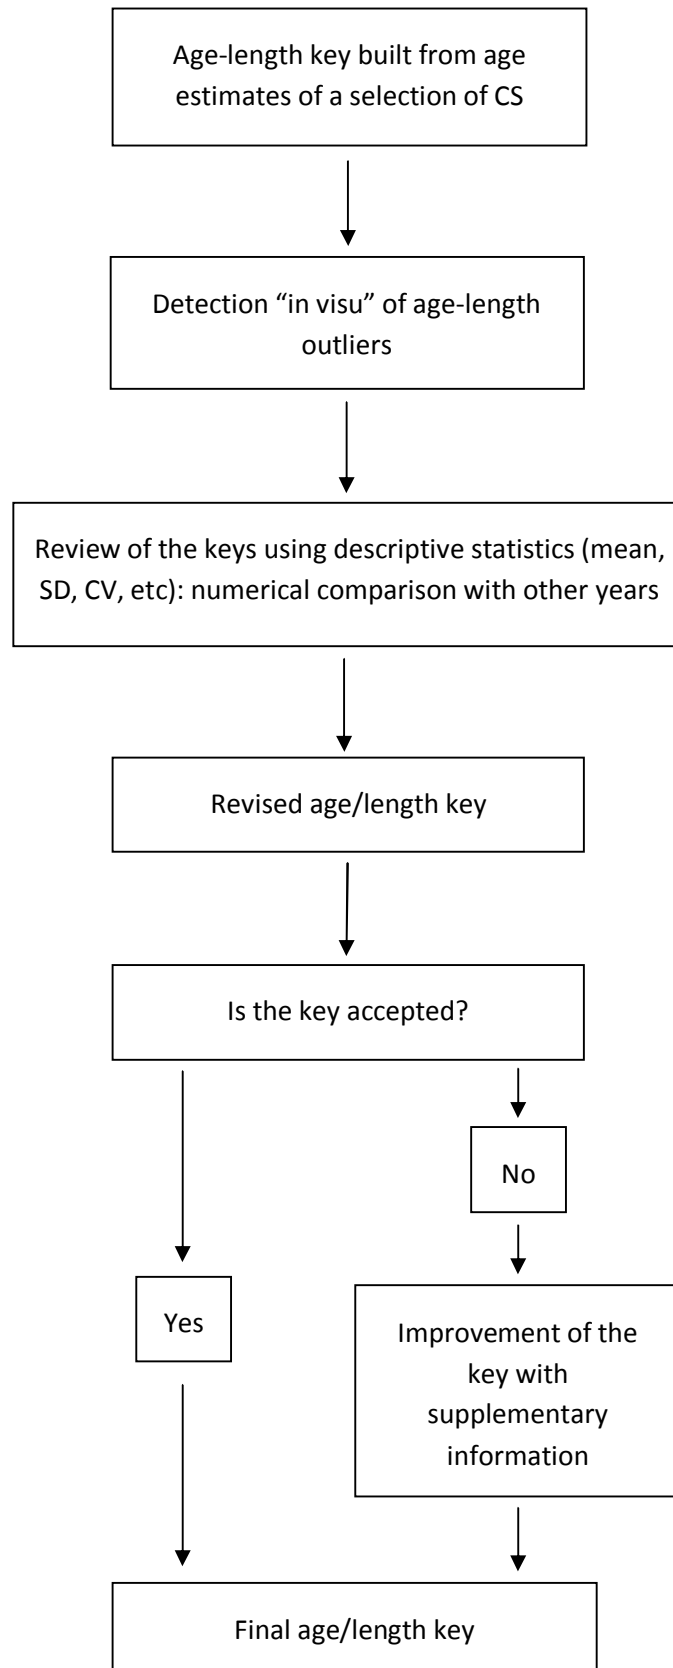 Age-length key built from age
estimates of a selection of CS
Detection “in visu” of age-length
outliers
Review of the keys using descriptive statistics (mean,
SD, CV, etc): numerical comparison with other years
Revised age/length key
Is the key accepted?
No
Yes
Improvement of the
key with
supplementary
information
Final age/length key